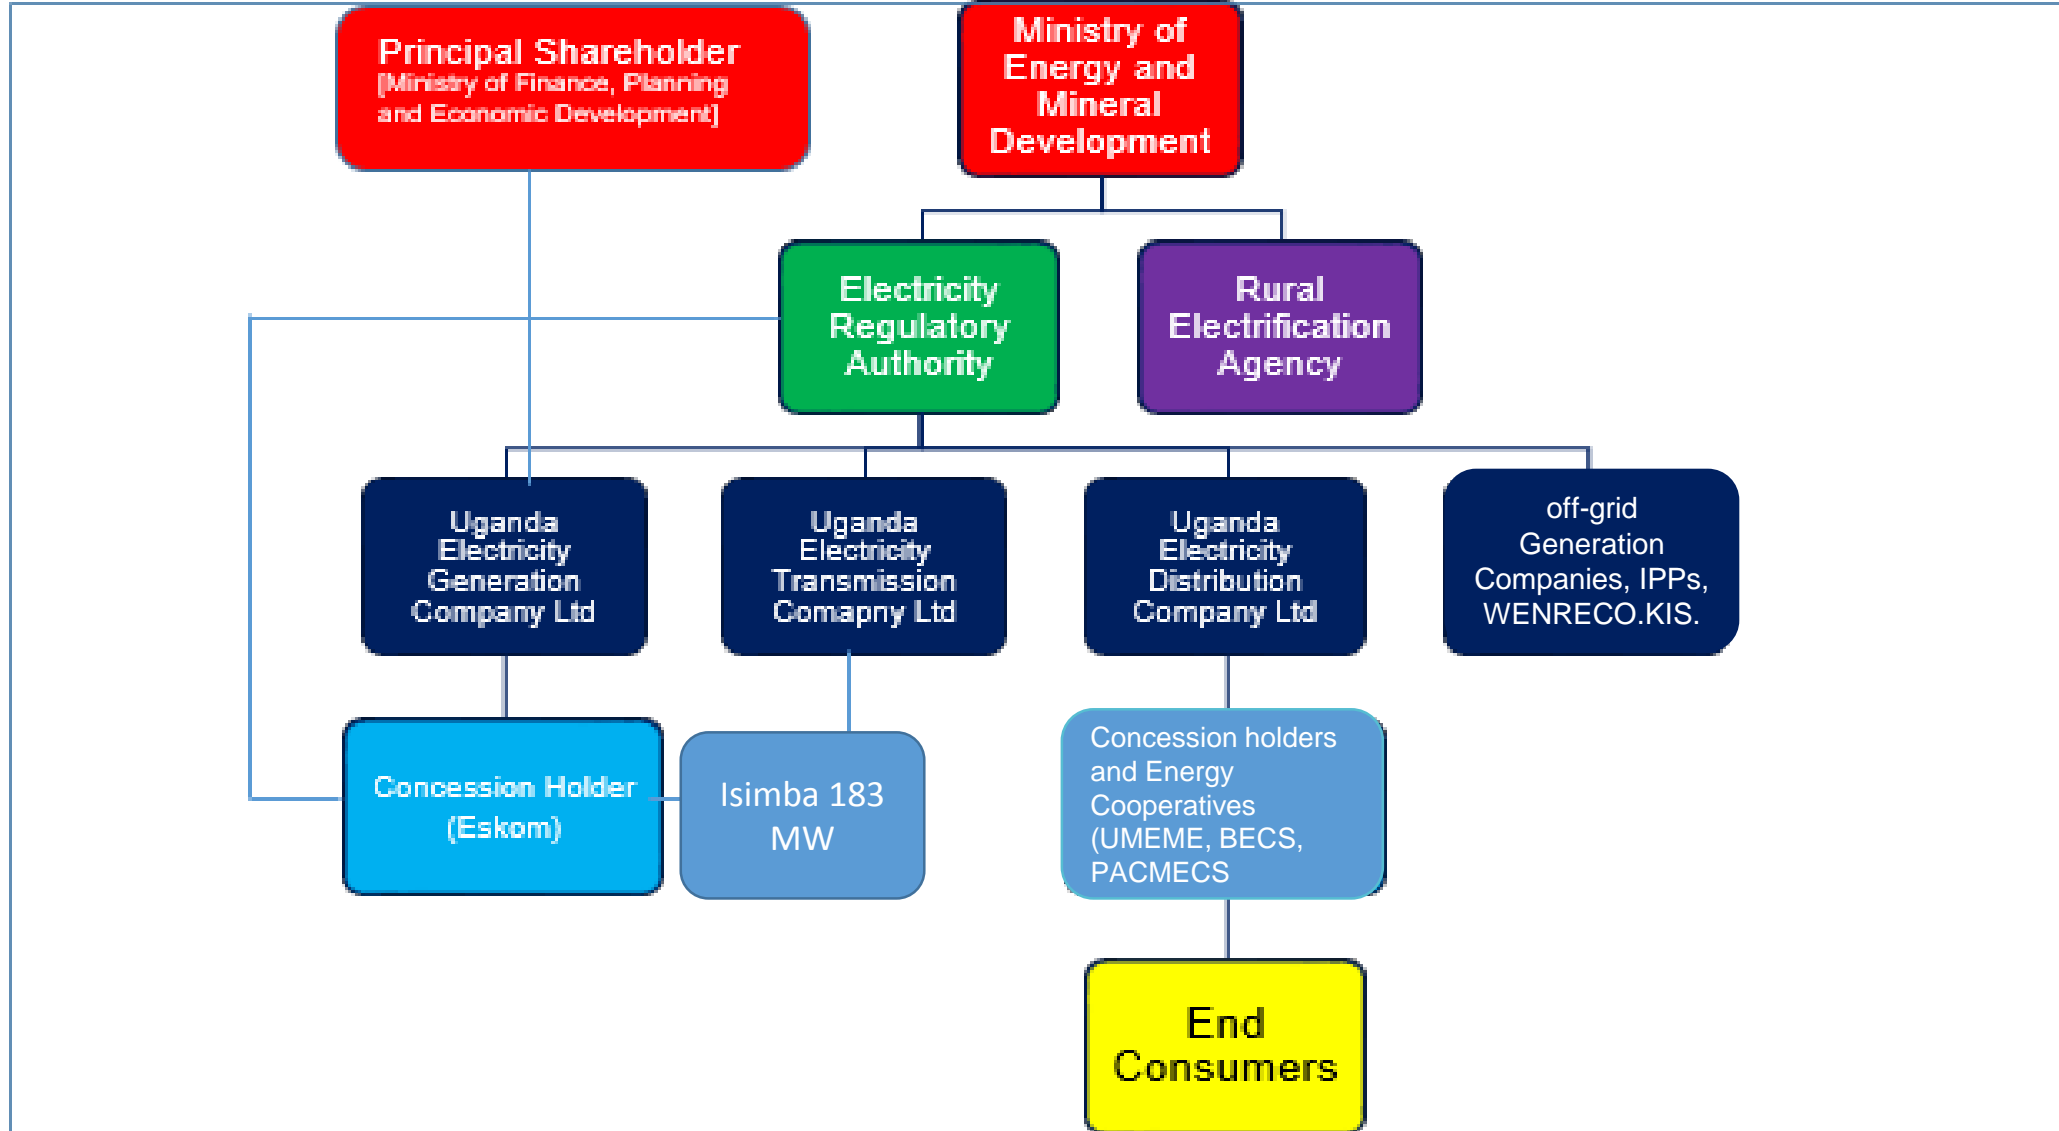 Principal Shareholder
[Ministry of Finance, Planning
and Economic Development]
Ministry of
Energy and
Mineral
Development
Electricity
Regulatory
Authority
Rural
Electrification
Agency
Uganda
Electricity
Generation
Company Ltd
Uganda
Electricity
Transmission
Comapny Ltd
Uganda
Electricity
Distribution
Company Ltd
off-grid
Generation
Companies, IPPs,
WENRECO.KIS.
Concession Holder
(Eskom)
Isimba 183
MW
Concession holders
and Energy
Cooperatives
(UMEME, BECS,
PACMECS
End
Consumers